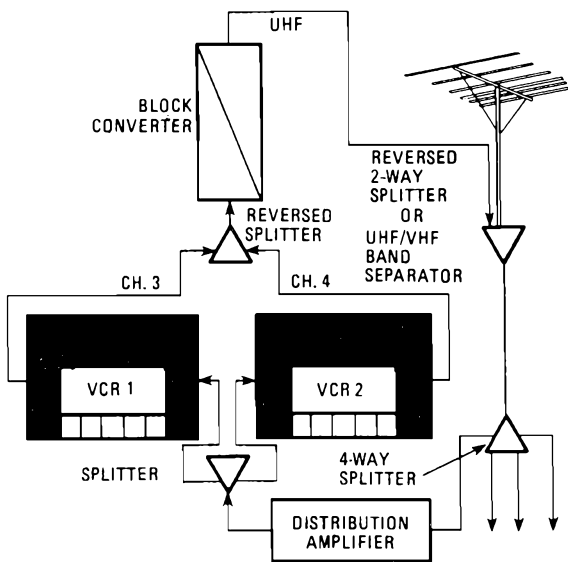 UHF
BLOCK
CONVERTER
REVERSED
2-WAY
SPLITTER
OR
UHF/VHF
BAND
SEPARATOR
REVERSED
SPLITTER
CH. 3
CH. 4
VCR 1
VCR 2
SPLITTER
4-WAY
SPLITTER
DISTRIBUTION
AMPLIFIER